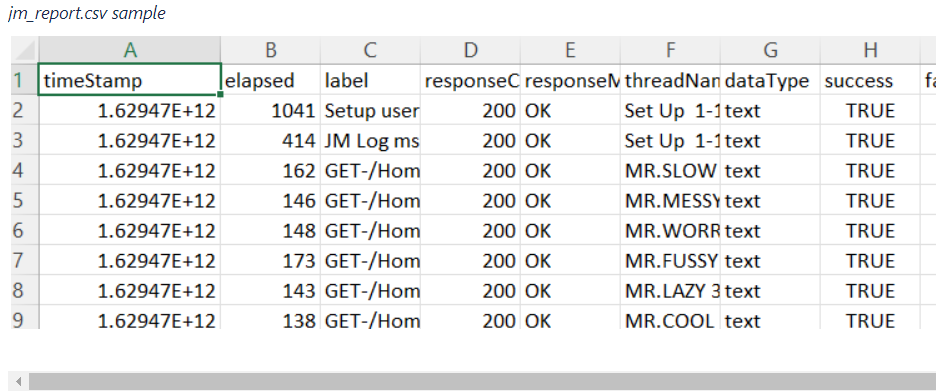 jm_report.csv sample
A B C D E F G H
1 timeStamp elapsed label responseC responseM threadNan dataType success fa
2 1.62947E+12 1041 Setup user 200 OK Set Up 1-1 text TRUE
3 1.62947E+12 414 JM Log ms 200 OK Set Up 1-1 text TRUE
4 1.62947E+12 162 GET-/Hom 200 OK MR.SLOW text TRUE
5 1.62947E+12 146 GET-/Hom 200 OK MR.MESSY text TRUE
6 1.62947E+12 148 GET-/Hom 200 OK MR.WORR text TRUE
7 1.62947E+12 173 GET-/Hom 200 OK MR.FUSSY text TRUE
8 1.62947E+12 143 GET-/Hom 200 OK MR.LAZY 3 text TRUE
9 1.62947E+12 138 GET-/Hom 200 OK MR.COOL text TRUE